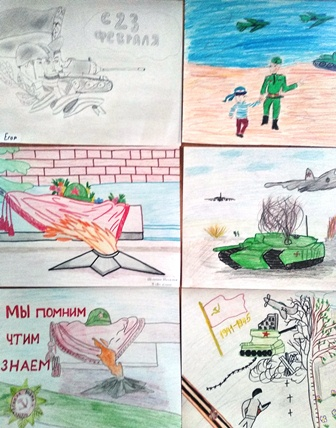 с 23
ФЕВРАЛЯ
Егор
МЫ ПОМНИМ
ЧТИМ
ЗНАЕМ
1941-1945